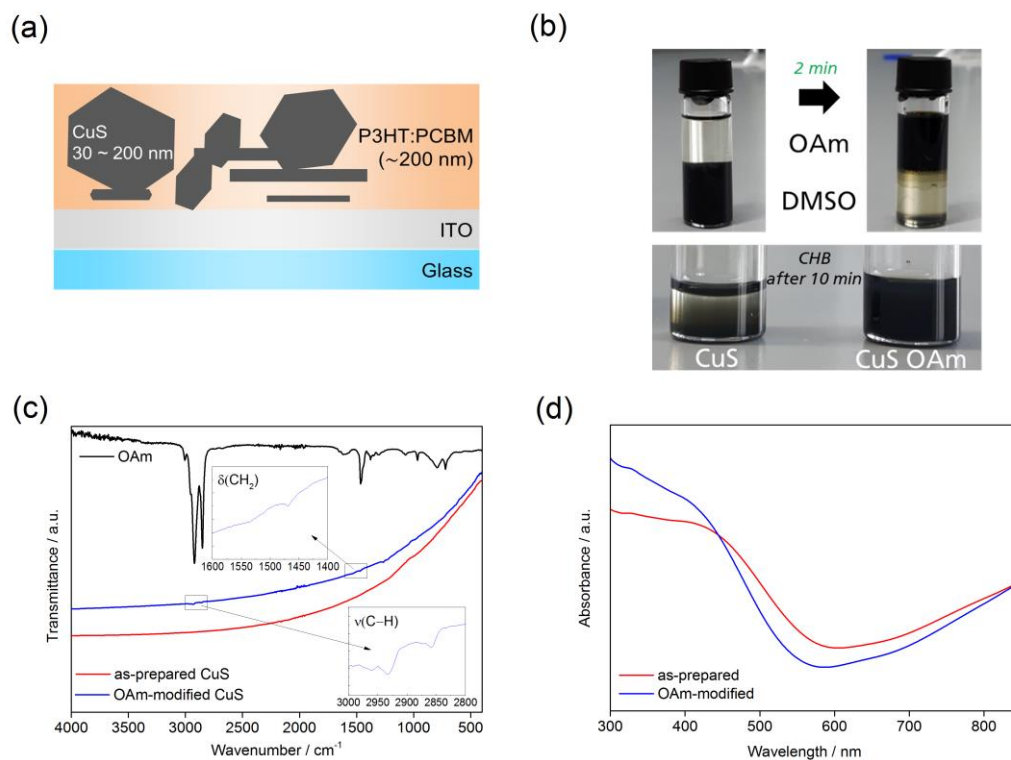 (a)
CuS
30 ~ 200 nm
P3HT:PCBM
(~200 nm)
ITO
Glass
(b)
2 min
OAm
DMSO
CHB
after 10 min
CuS
CuS OAm
(c)
Transmittance / a.u.
OAm
δ(CH₂)
1600 1550 1500 1450 1400
ν(C−H)
3000 2950 2900 2850 2800
as-prepared CuS
OAm-modified CuS
4000 3500 3000 2500 2000 1500 1000 500
Wavenumber / cm⁻¹
(d)
Absorbance / a.u.
as-prepared
OAm-modified
300 400 500 600 700 800
Wavelength / nm